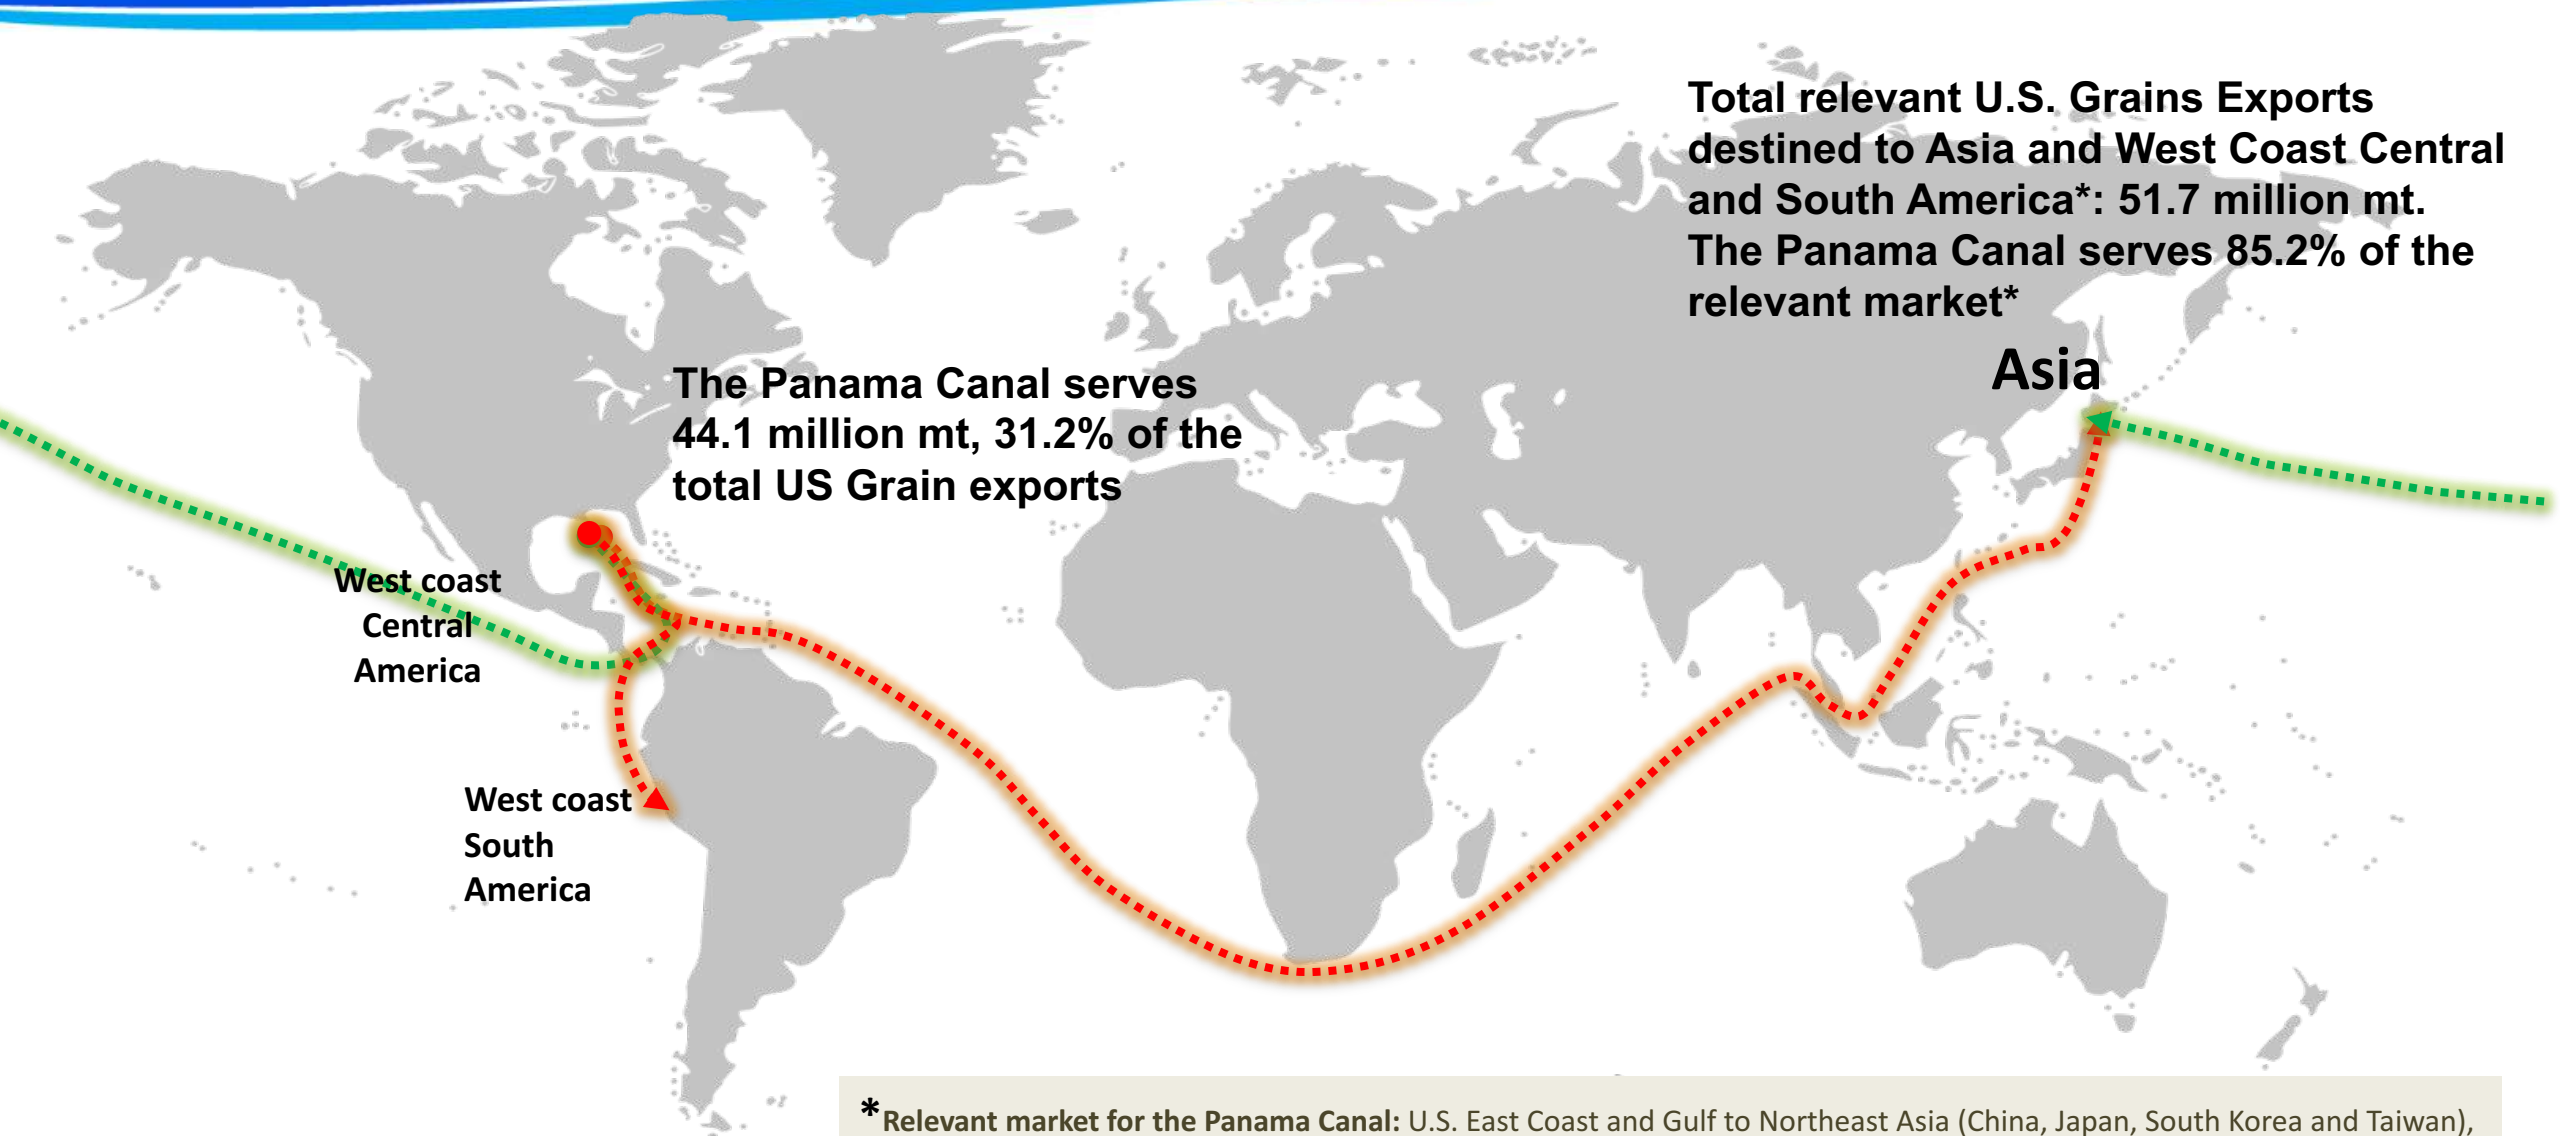 Total relevant U.S. Grains Exports
destined to Asia and West Coast Central
and South America*: 51.7 million mt.
The Panama Canal serves 85.2% of the
relevant market*
Asia
The Panama Canal serves
44.1 million mt, 31.2% of the
total US Grain exports
West coast
Central
America
West coast
South
America
*Relevant market for the Panama Canal: U.S. East Coast and Gulf to Northeast Asia (China, Japan, South Korea and Taiwan),